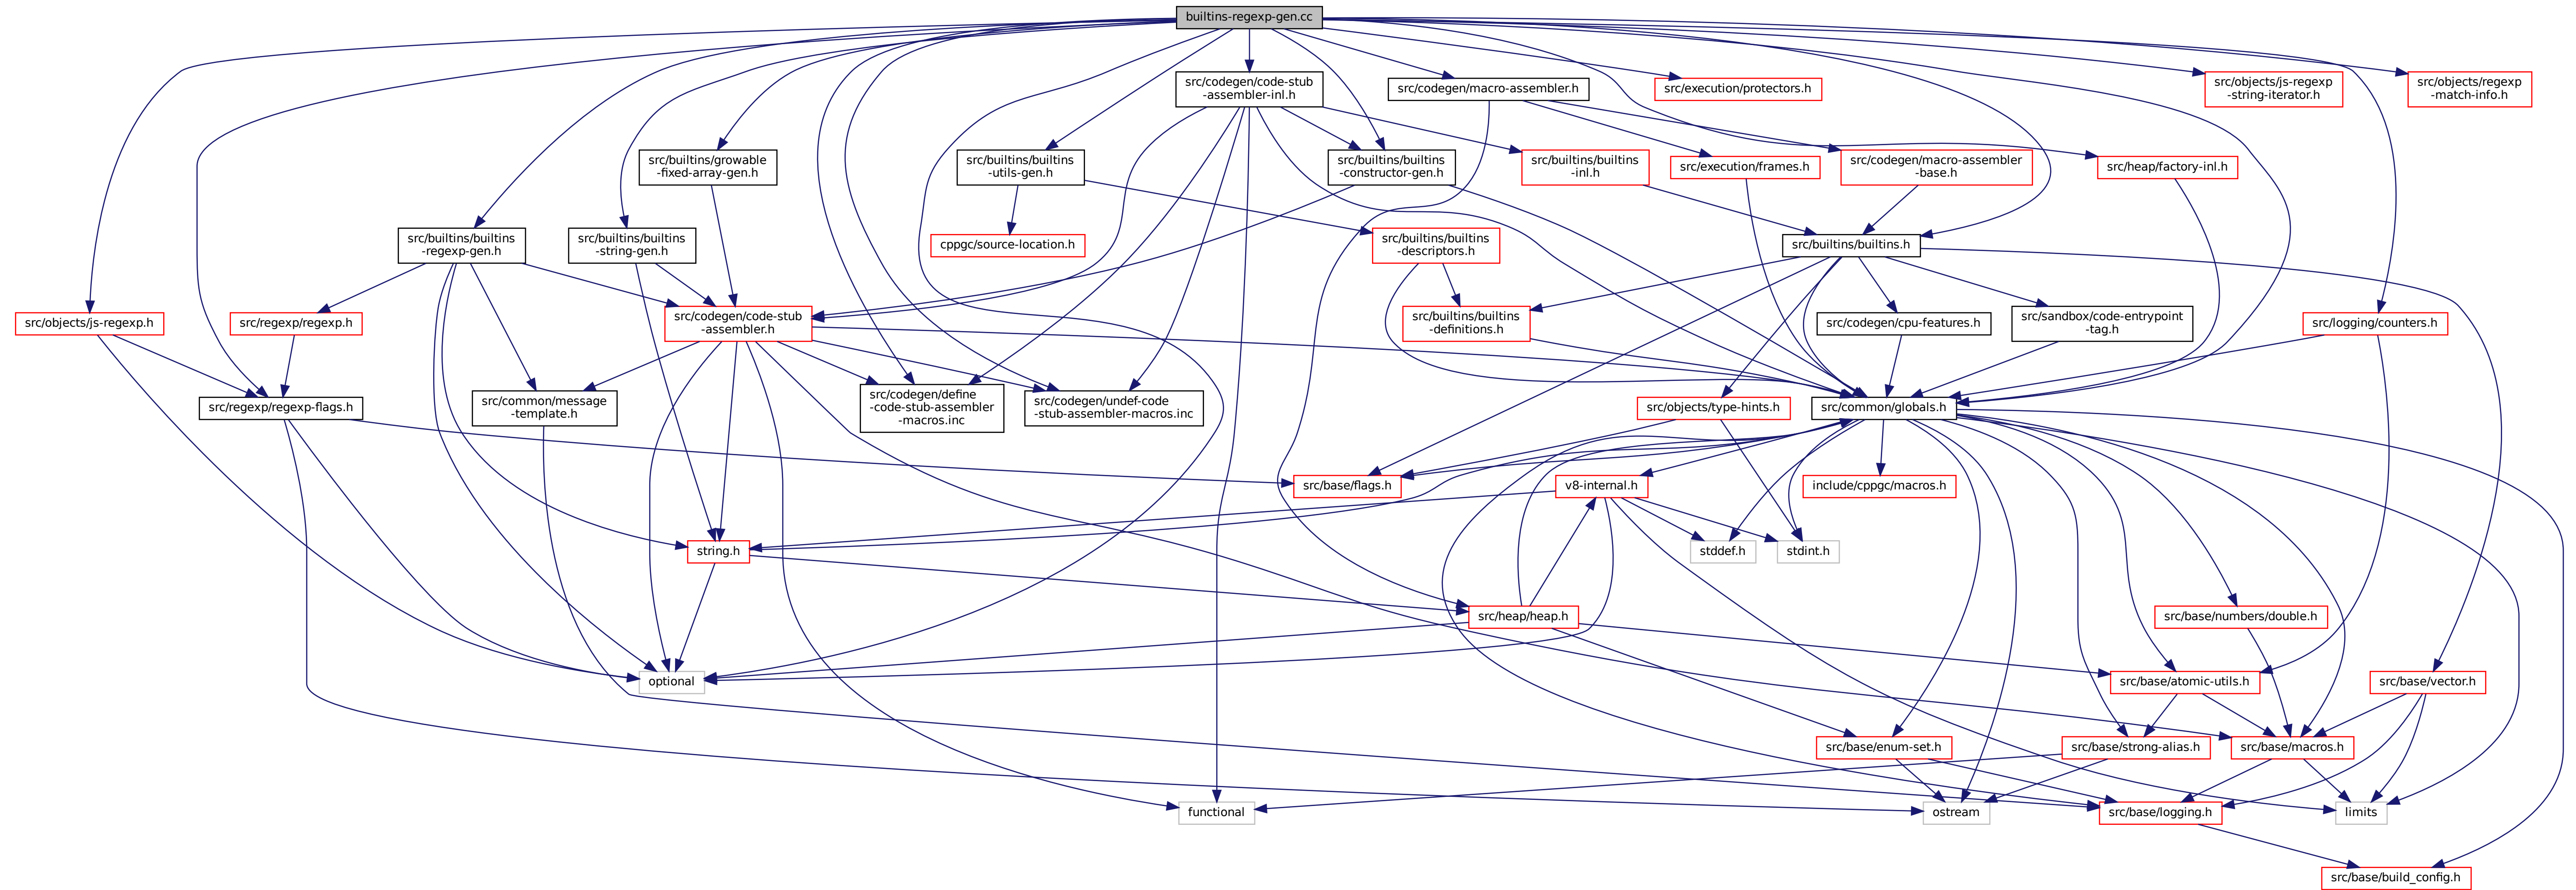 builtins-regexp-gen.cc
src/codegen/code-stub
-assembler-inl.h
src/codegen/macro-assembler.h
src/execution/protectors.h
src/objects/js-regexp
-string-iterator.h
src/objects/regexp
-match-info.h
src/builtins/growable
-fixed-array-gen.h
src/builtins/builtins
-utils-gen.h
src/builtins/builtins
-constructor-gen.h
src/builtins/builtins
-inl.h
src/execution/frames.h
src/codegen/macro-assembler
-base.h
src/heap/factory-inl.h
src/builtins/builtins
-regexp-gen.h
src/builtins/builtins
-string-gen.h
cppgc/source-location.h
src/builtins/builtins
-descriptors.h
src/builtins/builtins.h
src/objects/js-regexp.h
src/regexp/regexp.h
src/codegen/code-stub
-assembler.h
src/builtins/builtins
-definitions.h
src/codegen/cpu-features.h
src/sandbox/code-entrypoint
-tag.h
src/logging/counters.h
src/regexp/regexp-flags.h
src/common/message
-template.h
src/codegen/define
-code-stub-assembler
-macros.inc
src/codegen/undef-code
-stub-assembler-macros.inc
src/objects/type-hints.h
src/common/globals.h
src/base/flags.h
v8-internal.h
include/cppgc/macros.h
string.h
stddef.h
stdint.h
src/heap/heap.h
src/base/numbers/double.h
optional
src/base/atomic-utils.h
src/base/vector.h
src/base/enum-set.h
src/base/strong-alias.h
src/base/macros.h
functional
ostream
src/base/logging.h
limits
src/base/build_config.h